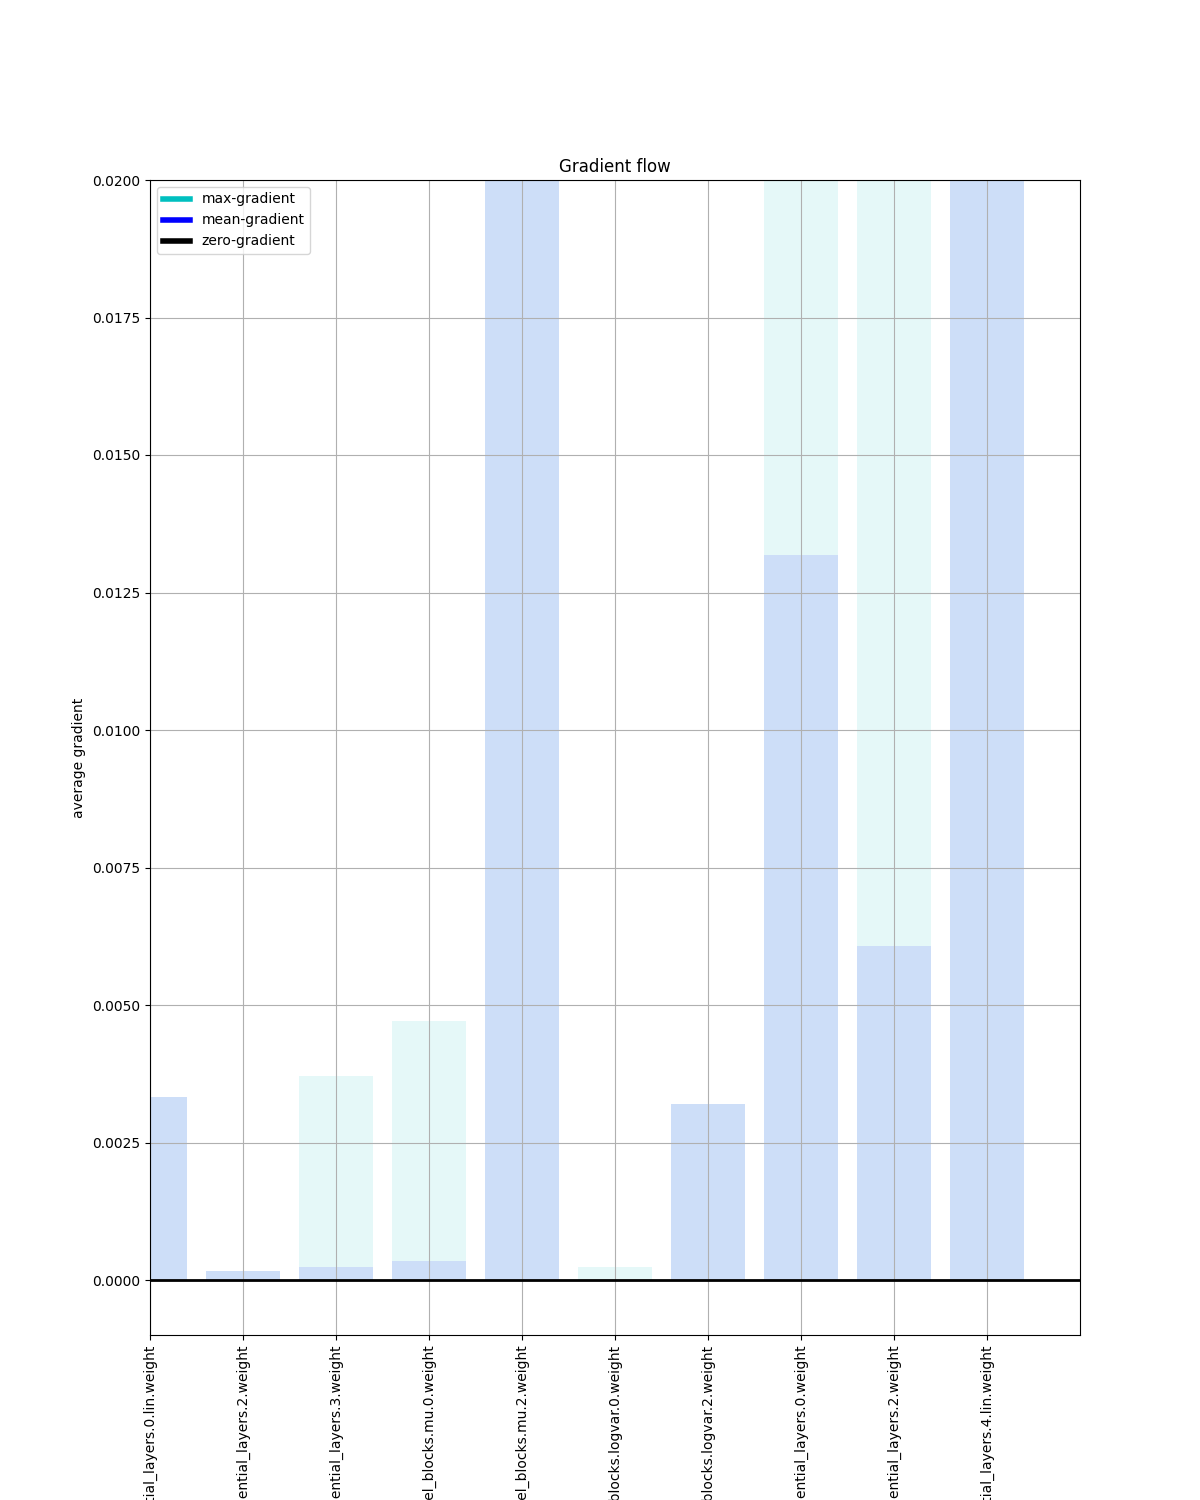 Gradient flow
max-gradient
mean-gradient
zero-gradient
average gradient
0.0200
0.0175
0.0150
0.0125
0.0100
0.0075
0.0050
0.0025
0.0000
tial_layers.0.lin.weight
ential_layers.2.weight
ential_layers.3.weight
el_blocks.mu.0.weight
el_blocks.mu.2.weight
blocks.logvar.0.weight
blocks.logvar.2.weight
ential_layers.0.weight
ential_layers.2.weight
tial_layers.4.lin.weight